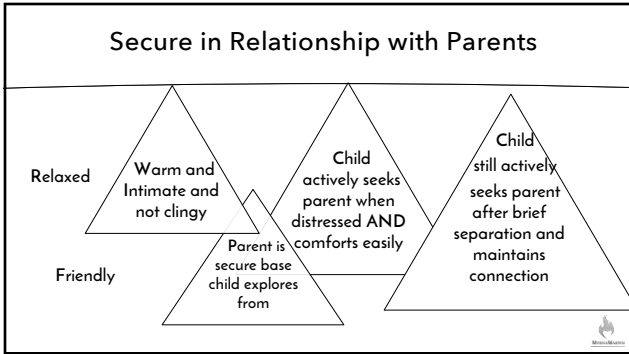 Secure in Relationship with Parents
Relaxed
Friendly
Warm and
Intimate and
not clingy
Parent is
secure base
child explores
from
Child
actively seeks
parent when
distressed AND
comforts easily
Child
still actively
seeks parent
after brief
separation and
maintains
connection